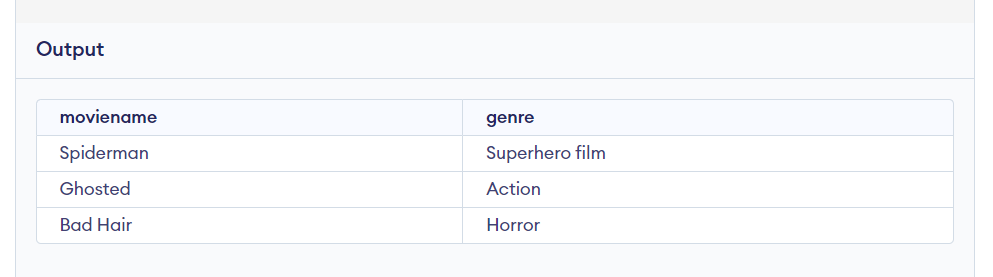 Output
moviename genre
Spiderman Superhero film
Ghosted Action
Bad Hair Horror